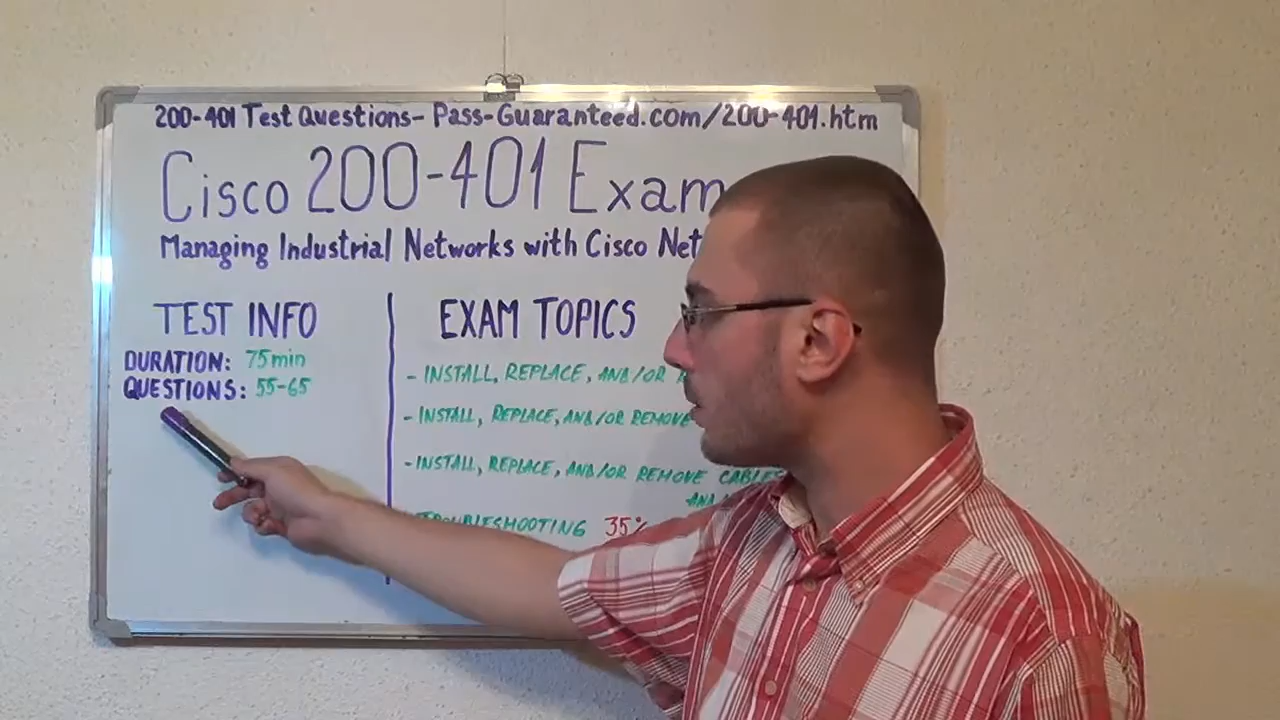 200-401 Test Questions- Pass-Guaranteed.com/200-401.htm
Cisco 200-401 Exam
Managing Industrial Networks with Cisco Net
TEST INFO
DURATION: 75min
QUESTIONS: 55-65
EXAM TOPICS
- INSTALL, REPLACE, AND/OR
- INSTALL, REPLACE, AND/OR REMOVE
- INSTALL, REPLACE, AND/OR REMOVE CABLES
TROUBLESHOOTING 35%